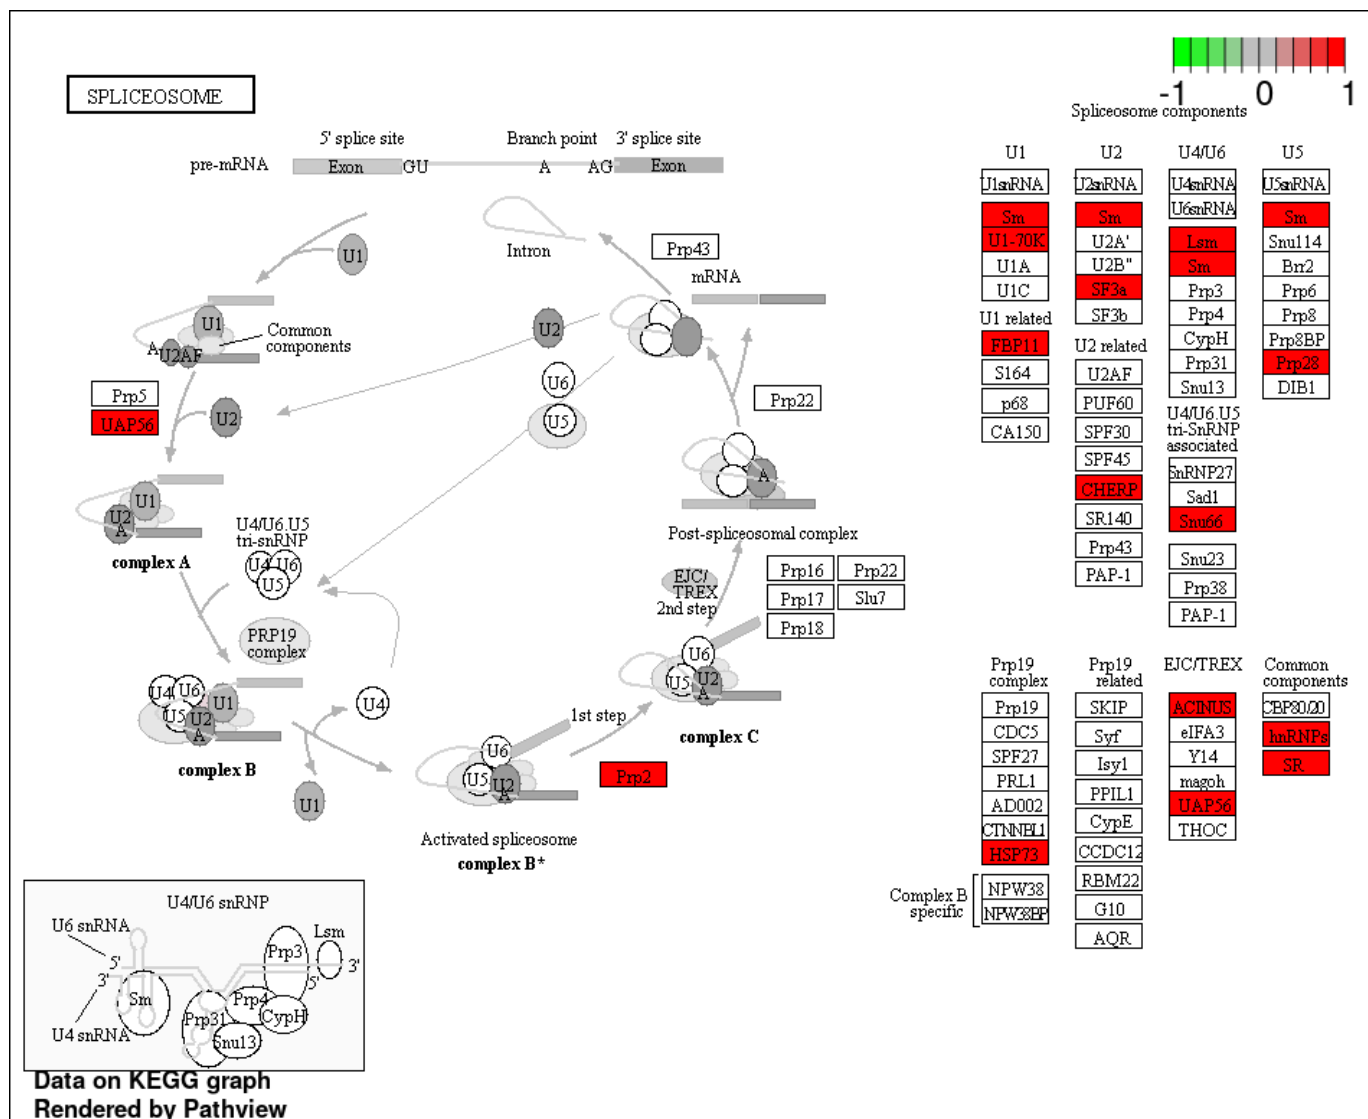 SPLICEOSOME
-1 0 1
Spliceosome components
5' splice site
Branch point
3' splice site
pre-mRNA
Exon
GU
A
AG
Exon
U1
Intron
Prp43
mRNA
U1
Common
components
A
U2AF
U2
U6
U5
Prp5
UAP56
U2
Prp22
U1
U2
A
complex A
U4/U6.U5
tri-snRNP
U4
U6
U5
A
Post-spliceosomal complex
EJC/
TREX
2nd step
Prp16
Prp22
Prp17
Slu7
Prp18
PRP19
complex
U4
U6
U1
U5
U2
A
complex B
U4
U1
1st step
U6
U5
U2
A
complex C
U6
U5
U2
A
Prp2
Activated spliceosome
complex B*
U1
U1snRNA
Sm
U1-70K
U1A
U1C
U1 related
FBP11
S164
p68
CA150
U2
U2snRNA
Sm
U2A'
U2B"
SF3a
SF3b
U2 related
U2AF
PUF60
SPF30
SPF45
CHERP
SR140
Prp43
PAP-1
U4/U6
U4snRNA
U6snRNA
Lsm
Sm
Prp3
Prp4
CypH
Prp31
Snu13
U4/U6.U5
tri-SnRNP
associated
SnRNP27
Sad1
Snu66
Snu23
Prp38
PAP-1
U5
U5snRNA
Sm
Snu114
Brr2
Prp6
Prp8
Prp8BP
Prp28
DIB1
Prp19
complex
Prp19
CDC5
SPF27
PRL1
AD002
CTNNBL1
HSP73
Complex B
specific
NPW38
NPW38BP
Prp19
related
SKIP
Syf
Isy1
PPIL1
CypE
CCDC12
RBM22
G10
AQR
EJC/TREX
ACINUS
eIFA3
Y14
magoh
UAP56
THOC
Common
components
CBP80/20
hnRNPs
SR
U4/U6 snRNP
U6 snRNA
5'
3'
Sm
U4 snRNA
Prp3
Lsm
3'
5'
Prp4
CypH
Prp31
Snu13
Data on KEGG graph
Rendered by Pathview